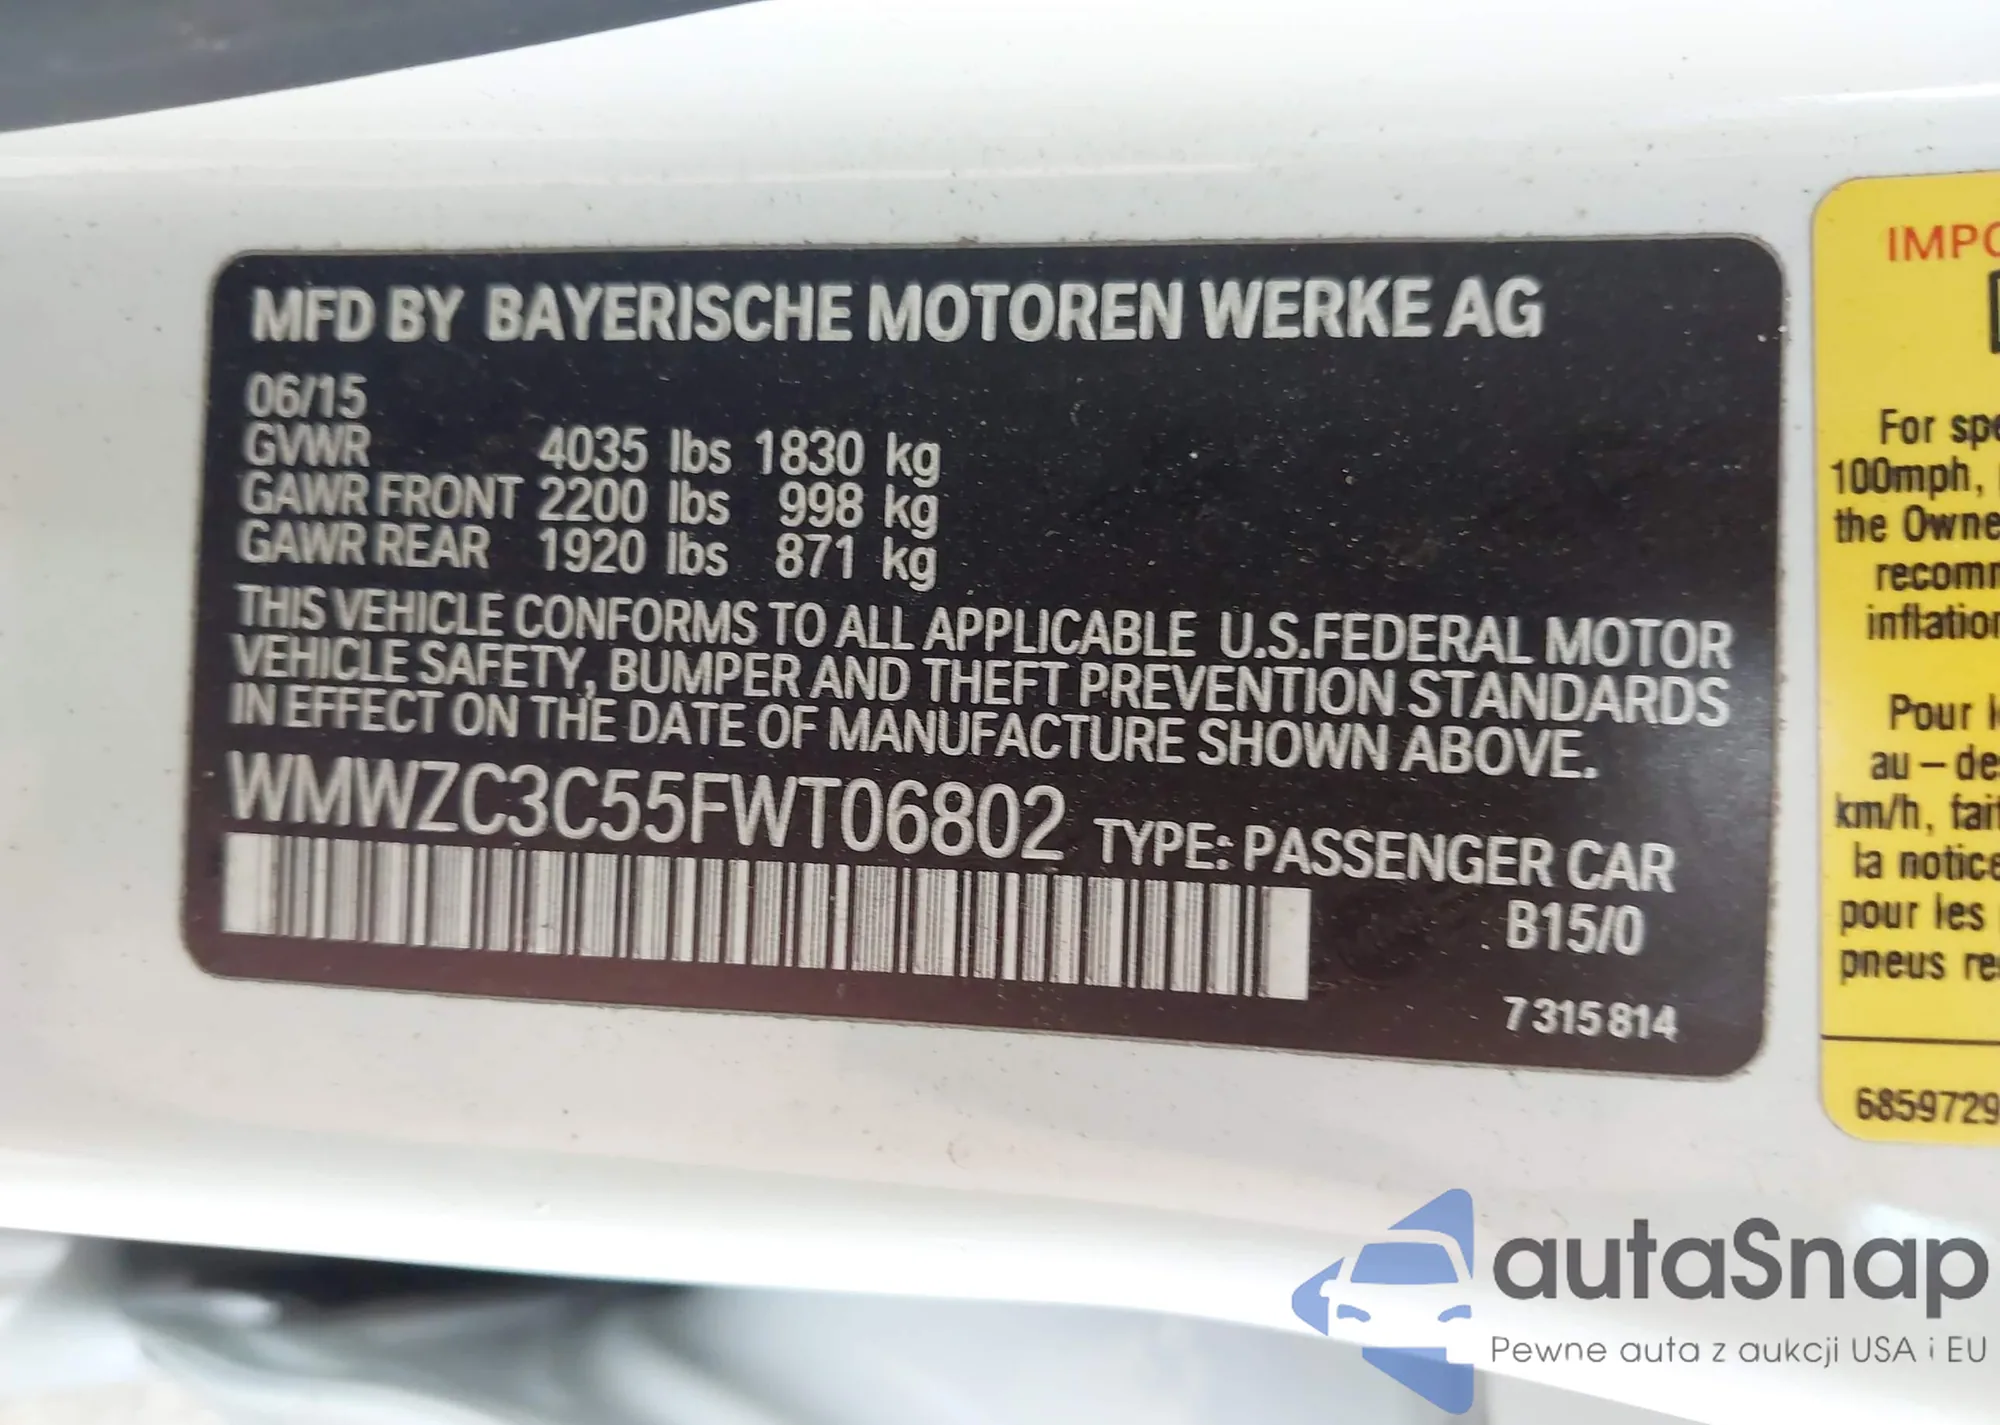 MFD BY BAYERISCHE MOTOREN WERKE AG
06/15
GVWR 4035 lbs 1830 kg
GAWR FRONT 2200 lbs 998 kg
GAWR REAR 1920 lbs 871 kg
THIS VEHICLE CONFORMS TO ALL APPLICABLE U.S.FEDERAL MOTOR
VEHICLE SAFETY, BUMPER AND THEFT PREVENTION STANDARDS
IN EFFECT ON THE DATE OF MANUFACTURE SHOWN ABOVE.
WMWZC3C55FWT06802 TYPE: PASSENGER CAR
B15/0
7315814
IMPO
For spe
100mph,
the Owne
recomm
inflation
Pour l
au-des
km/h, fait
la notice
pour les
pneus re
6859729
autaSnap
Pewne auta z aukcji USA i EU